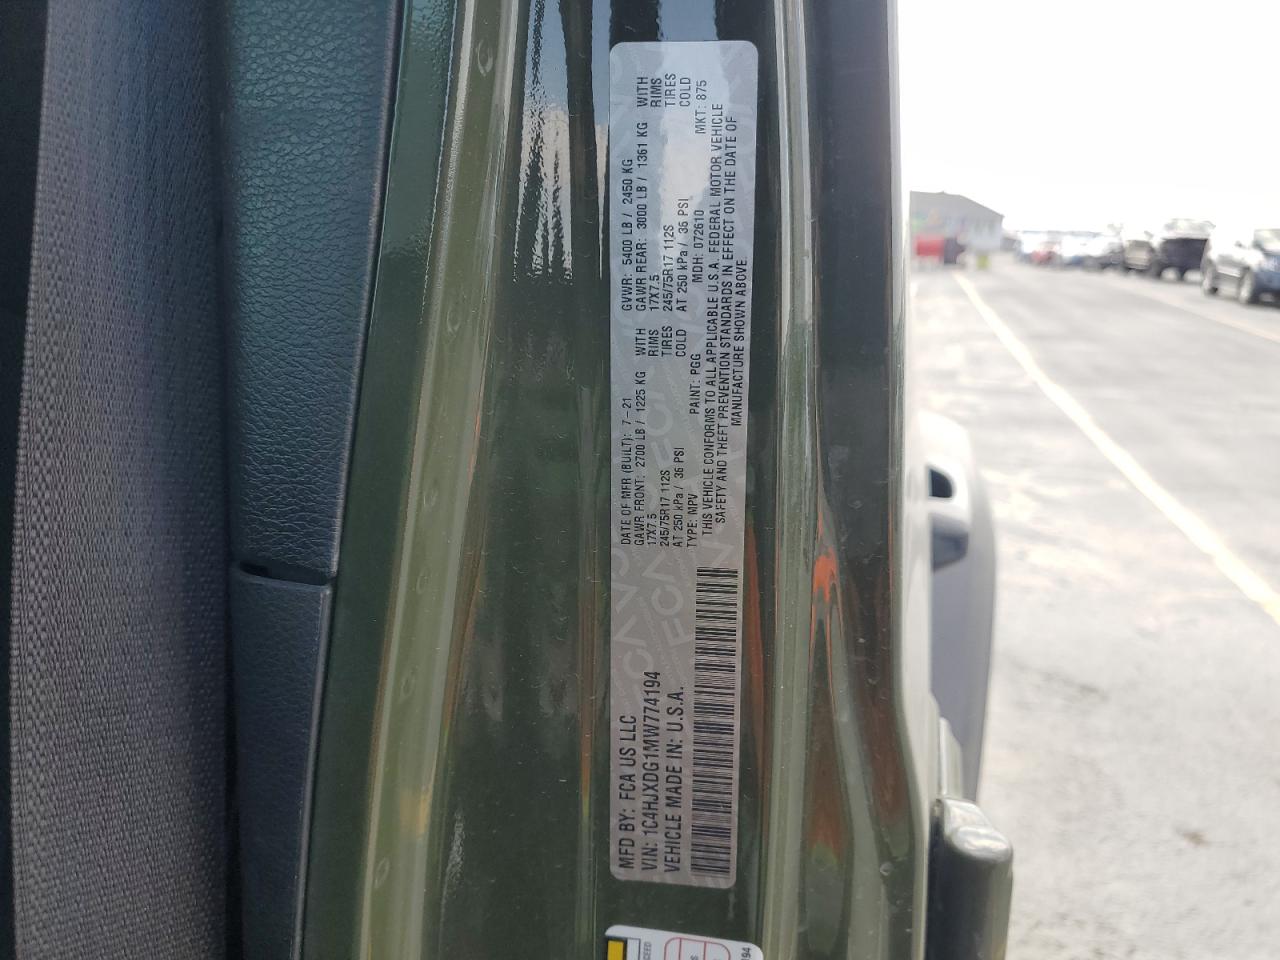 MFD BY: FCA US LLC
VIN: 1C4HJXDG1MW774194
VEHICLE MADE IN: U.S.A.
DATE OF MFR (BUILT): 7-21 GVWR: 5400 LB / 2450 KG
GAWR FRONT: 2700 LB / 1225 KG WITH GAWR REAR: 3000 LB / 1361 KG WITH
17X7.5 RIMS 17X7.5 RIMS
245/75R17 112S TIRES 245/75R17 112S TIRES
AT 250 kPa / 36 PSI COLD AT 250 kPa / 36 PSI COLD
TYPE: MPV PAINT: PGG MDH: 072610 MKT: 875
THIS VEHICLE CONFORMS TO ALL APPLICABLE U.S.A. FEDERAL MOTOR VEHICLE
SAFETY AND THEFT PREVENTION STANDARDS IN EFFECT ON THE DATE OF
MANUFACTURE SHOWN ABOVE